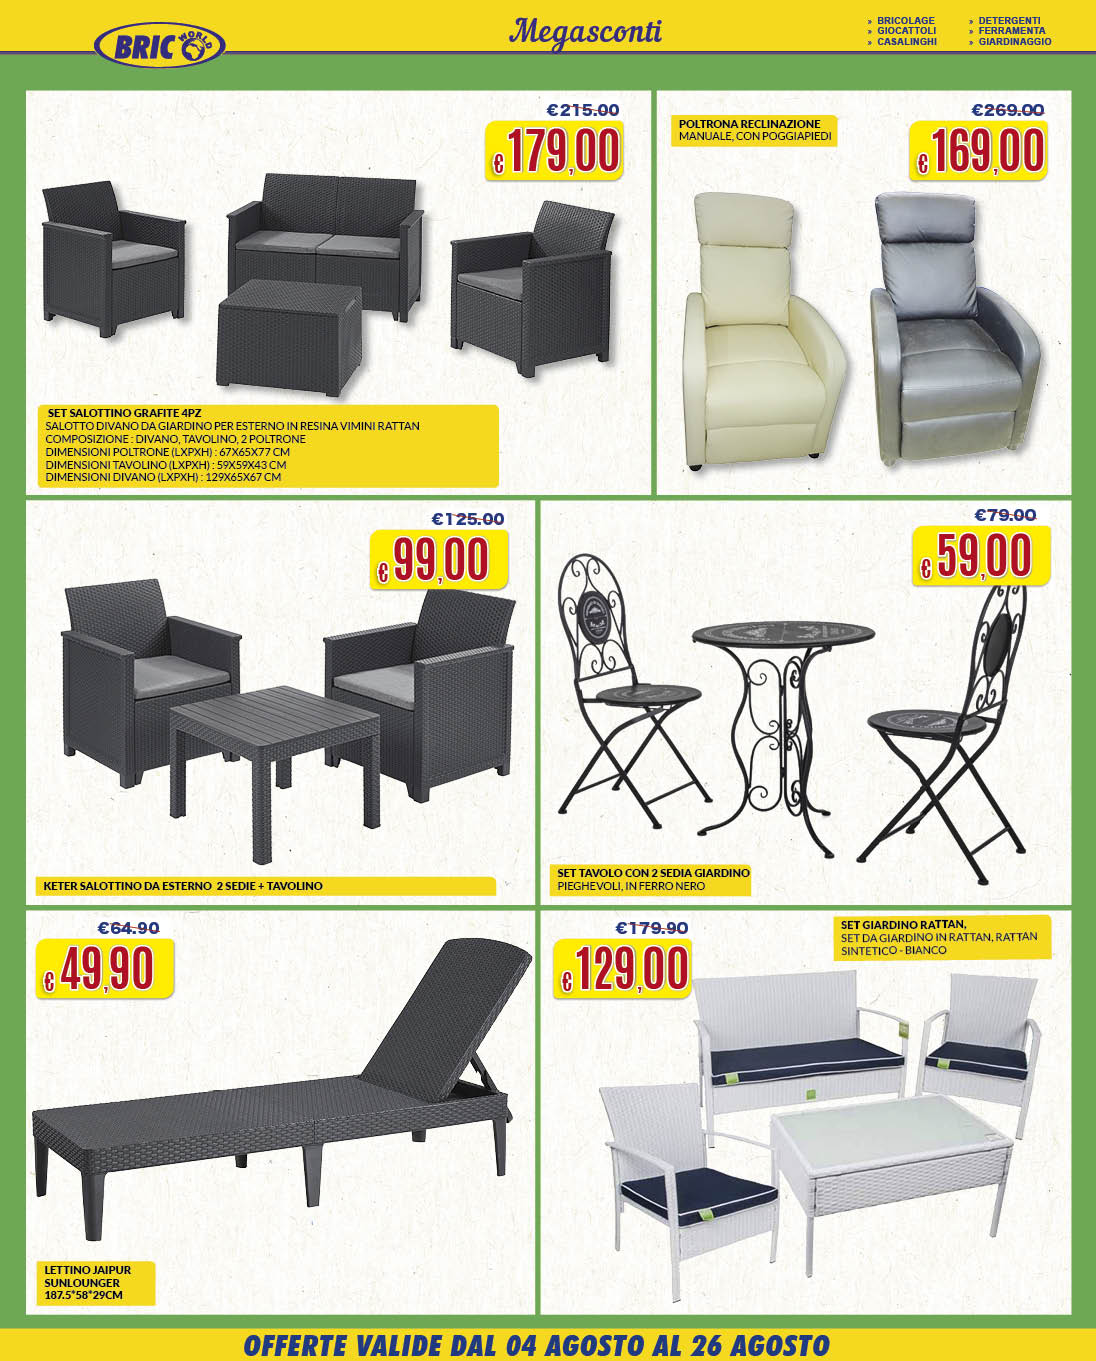 BRIC WORLD
Megasconti
» BRICOLAGE
» GIOCATTOLI
» CASALINGHI
» DETERGENTI
» FERRAMENTA
» GIARDINAGGIO
€215.00
€179,00
SET SALOTTINO GRAFITE 4PZ
SALOTTO DIVANO DA GIARDINO PER ESTERNO IN RESINA VIMINI RATTAN
COMPOSIZIONE : DIVANO, TAVOLINO, 2 POLTRONE
DIMENSIONI POLTRONE (LXPXH) : 67X65X77 CM
DIMENSIONI TAVOLINO (LXPXH) : 59X59X43 CM
DIMENSIONI DIVANO (LXPXH) : 129X65X67 CM
POLTRONA RECLINAZIONE
MANUALE, CON POGGIAPIEDI
€269.00
€169,00
€125.00
€99,00
KETER SALOTTINO DA ESTERNO 2 SEDIE + TAVOLINO
€79.00
€59,00
SET TAVOLO CON 2 SEDIA GIARDINO
PIEGHEVOLI, IN FERRO NERO
€64.90
€49,90
LETTINO JAIPUR
SUNLOUNGER
187.5*58*29CM
€179.90
€129,00
SET GIARDINO RATTAN,
SET DA GIARDINO IN RATTAN, RATTAN
SINTETICO - BIANCO
OFFERTE VALIDE DAL 04 AGOSTO AL 26 AGOSTO